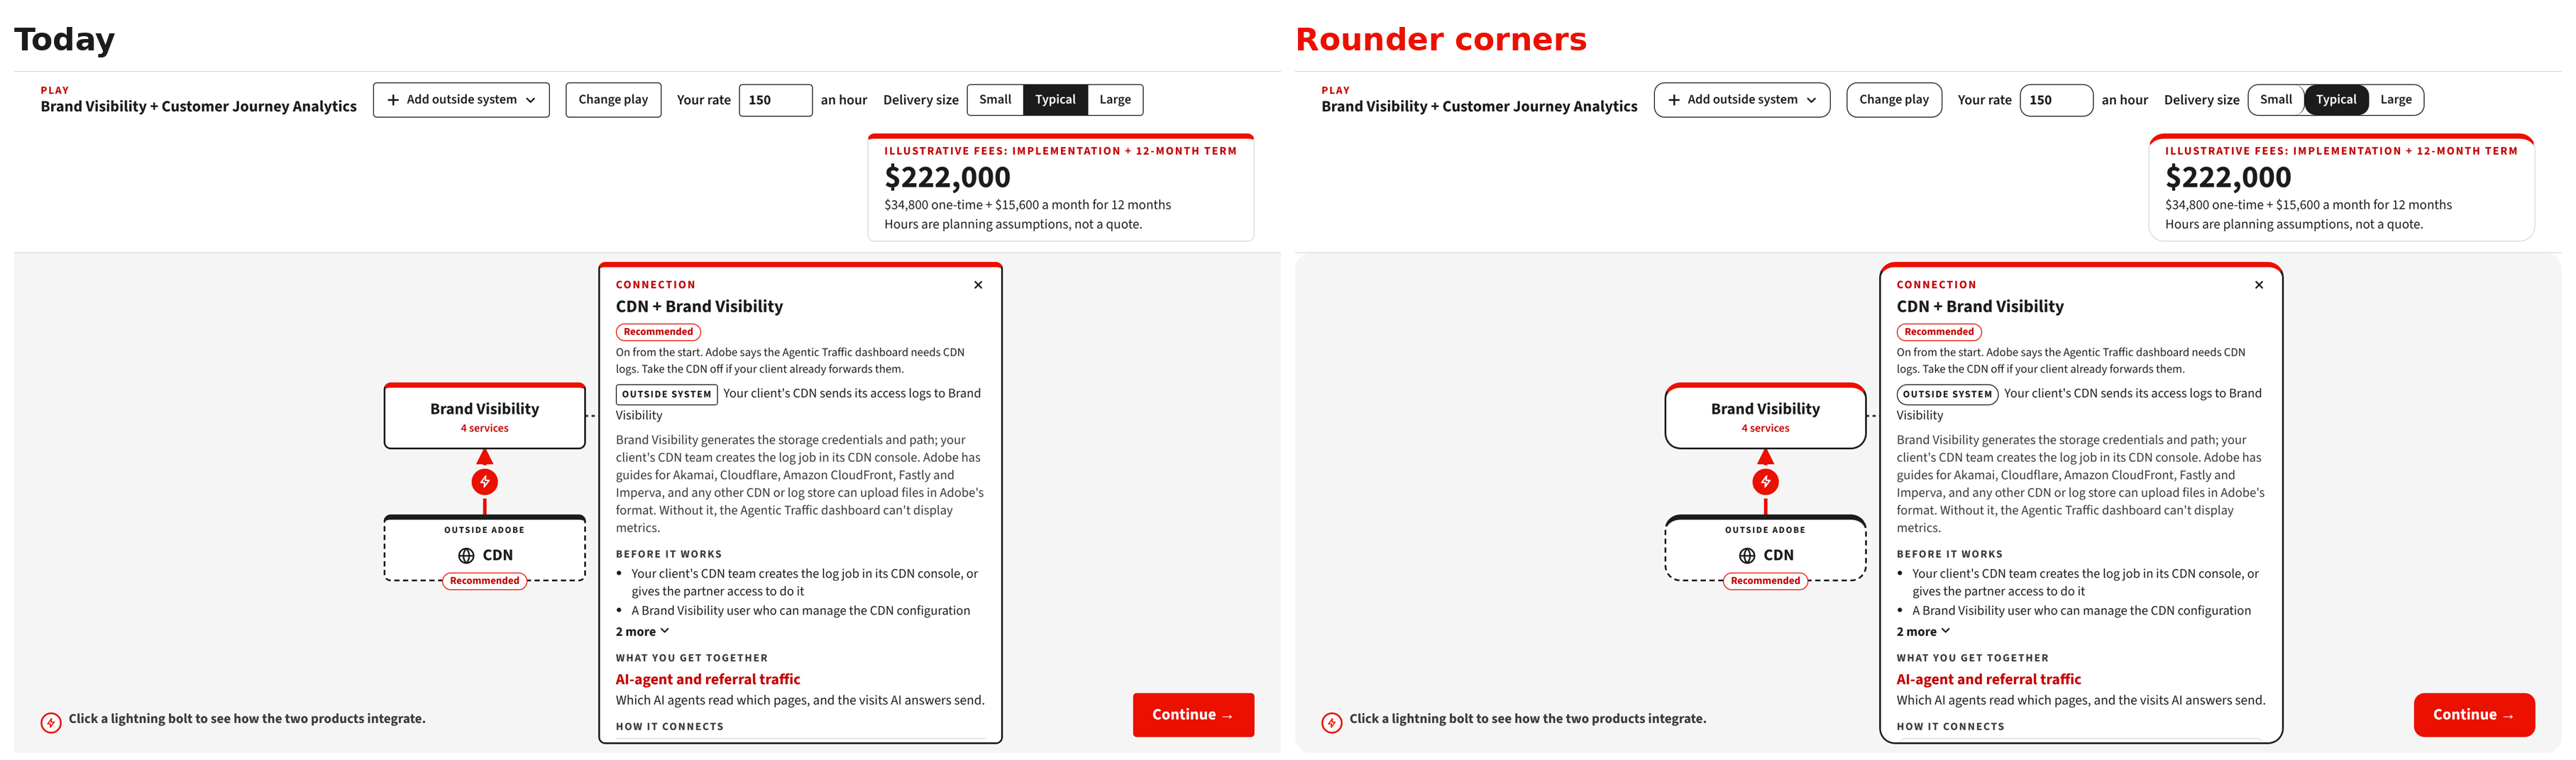 Today
PLAY
Brand Visibility + Customer Journey Analytics
+ Add outside system
Change play
Your rate 150 an hour
Delivery size Small Typical Large
ILLUSTRATIVE FEES: IMPLEMENTATION + 12-MONTH TERM
$222,000
$34,800 one-time + $15,600 a month for 12 months
Hours are planning assumptions, not a quote.
Brand Visibility
4 services
OUTSIDE ADOBE
CDN
Recommended
CONNECTION
×
CDN + Brand Visibility
Recommended
On from the start. Adobe says the Agentic Traffic dashboard needs CDN
logs. Take the CDN off if your client already forwards them.
OUTSIDE SYSTEM Your client's CDN sends its access logs to Brand
Visibility
Brand Visibility generates the storage credentials and path; your
client's CDN team creates the log job in its CDN console. Adobe has
guides for Akamai, Cloudflare, Amazon CloudFront, Fastly and
Imperva, and any other CDN or log store can upload files in Adobe's
format. Without it, the Agentic Traffic dashboard can't display
metrics.
BEFORE IT WORKS
• Your client's CDN team creates the log job in its CDN console, or
gives the partner access to do it
• A Brand Visibility user who can manage the CDN configuration
2 more
WHAT YOU GET TOGETHER
AI-agent and referral traffic
Which AI agents read which pages, and the visits AI answers send.
HOW IT CONNECTS
Click a lightning bolt to see how the two products integrate.
Continue →
Rounder corners
PLAY
Brand Visibility + Customer Journey Analytics
+ Add outside system
Change play
Your rate 150 an hour
Delivery size Small Typical Large
ILLUSTRATIVE FEES: IMPLEMENTATION + 12-MONTH TERM
$222,000
$34,800 one-time + $15,600 a month for 12 months
Hours are planning assumptions, not a quote.
Brand Visibility
4 services
OUTSIDE ADOBE
CDN
Recommended
CONNECTION
×
CDN + Brand Visibility
Recommended
On from the start. Adobe says the Agentic Traffic dashboard needs CDN
logs. Take the CDN off if your client already forwards them.
OUTSIDE SYSTEM Your client's CDN sends its access logs to Brand
Visibility
Brand Visibility generates the storage credentials and path; your
client's CDN team creates the log job in its CDN console. Adobe has
guides for Akamai, Cloudflare, Amazon CloudFront, Fastly and
Imperva, and any other CDN or log store can upload files in Adobe's
format. Without it, the Agentic Traffic dashboard can't display
metrics.
BEFORE IT WORKS
• Your client's CDN team creates the log job in its CDN console, or
gives the partner access to do it
• A Brand Visibility user who can manage the CDN configuration
2 more
WHAT YOU GET TOGETHER
AI-agent and referral traffic
Which AI agents read which pages, and the visits AI answers send.
HOW IT CONNECTS
Click a lightning bolt to see how the two products integrate.
Continue →